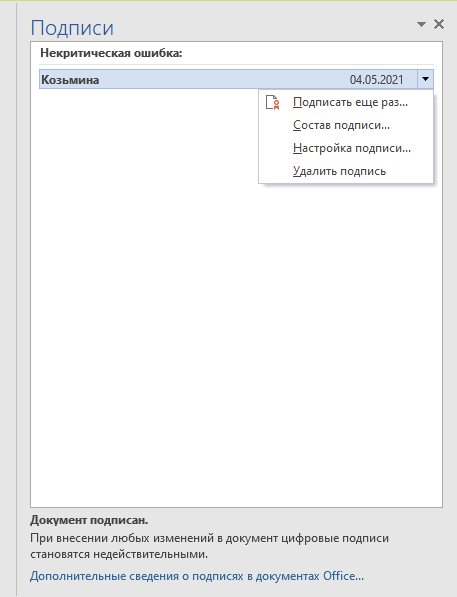 Подписи
Некритическая ошибка:
Козьмина 04.05.2021
Подписать еще раз...
Состав подписи...
Настройка подписи...
Удалить подпись
Документ подписан.
При внесении любых изменений в документ цифровые подписи
становятся недействительными.
Дополнительные сведения о подписях в документах Office...